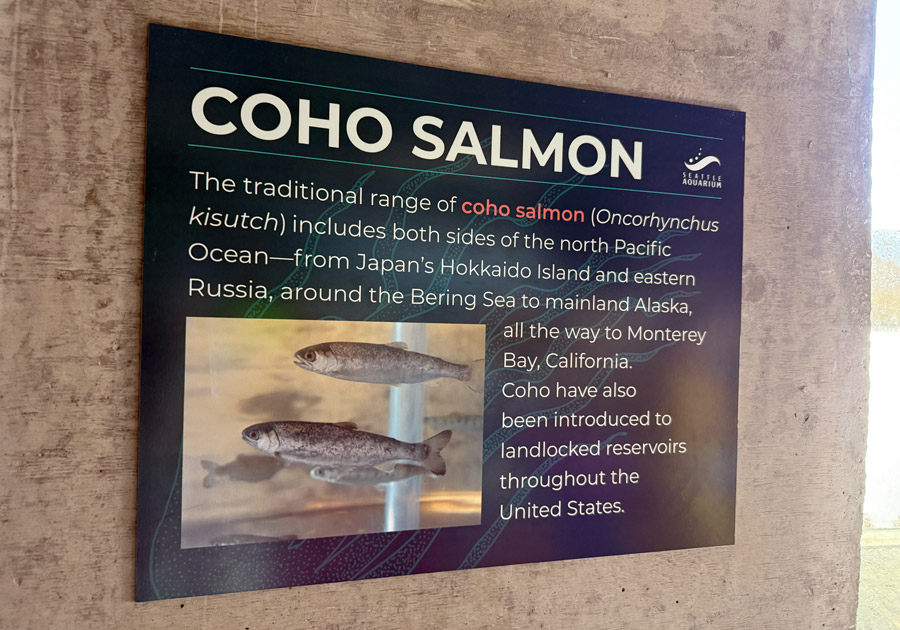 COHO SALMON
SEATTLE
AQUARIUM
The traditional range of coho salmon (Oncorhynchus
kisutch) includes both sides of the north Pacific
Ocean—from Japan's Hokkaido Island and eastern
Russia, around the Bering Sea to mainland Alaska,
all the way to Monterey
Bay, California.
Coho have also
been introduced to
landlocked reservoirs
throughout the
United States.